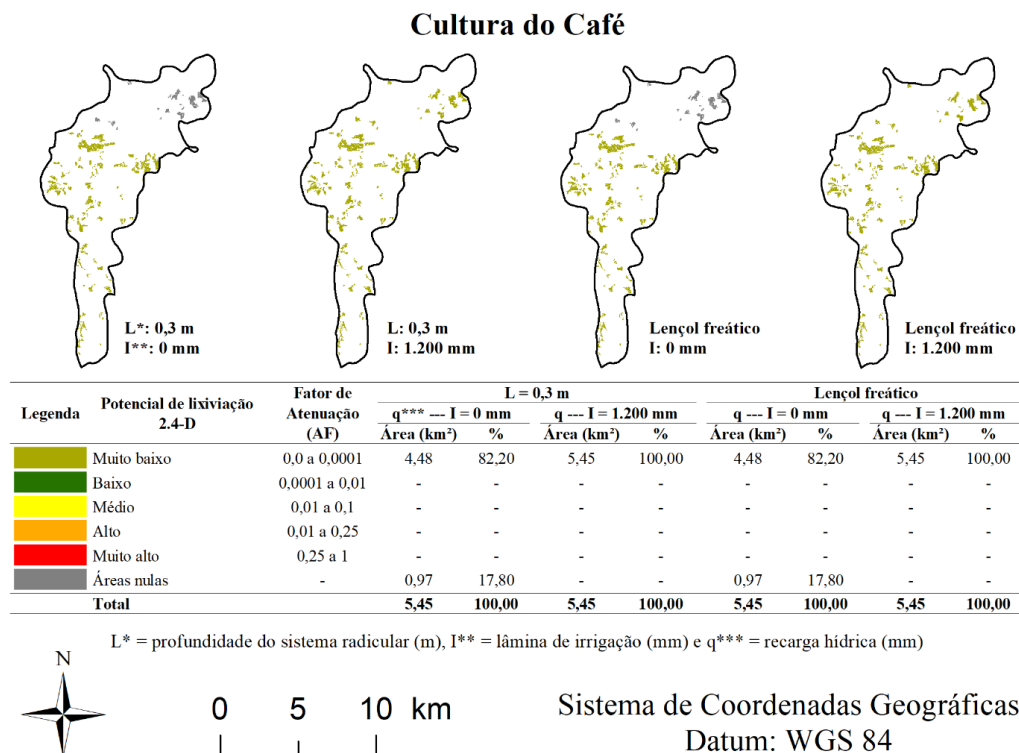 Cultura do Café
L*: 0,3 m
I**: 0 mm
L: 0,3 m
I: 1.200 mm
Lençol freático
I: 0 mm
Lençol freático
I: 1.200 mm
Legenda Potencial de lixiviação 2.4-D Fator de Atenuação (AF) L = 0,3 m Lençol freático
q*** --- I = 0 mm q --- I = 1.200 mm q --- I = 0 mm q --- I = 1.200 mm
Área (km²) % Área (km²) % Área (km²) % Área (km²) %
Muito baixo 0,0 a 0,0001 4,48 82,20 5,45 100,00 4,48 82,20 5,45 100,00
Baixo 0,0001 a 0,01 - - - - - - - -
Médio 0,01 a 0,1 - - - - - - - -
Alto 0,01 a 0,25 - - - - - - - -
Muito alto 0,25 a 1 - - - - - - - -
Áreas nulas - 0,97 17,80 - - 0,97 17,80 - -
Total 5,45 100,00 5,45 100,00 5,45 100,00 5,45 100,00
L* = profundidade do sistema radicular (m), I** = lâmina de irrigação (mm) e q*** = recarga hídrica (mm)
N
0 5 10 km
Sistema de Coordenadas Geográficas
Datum: WGS 84